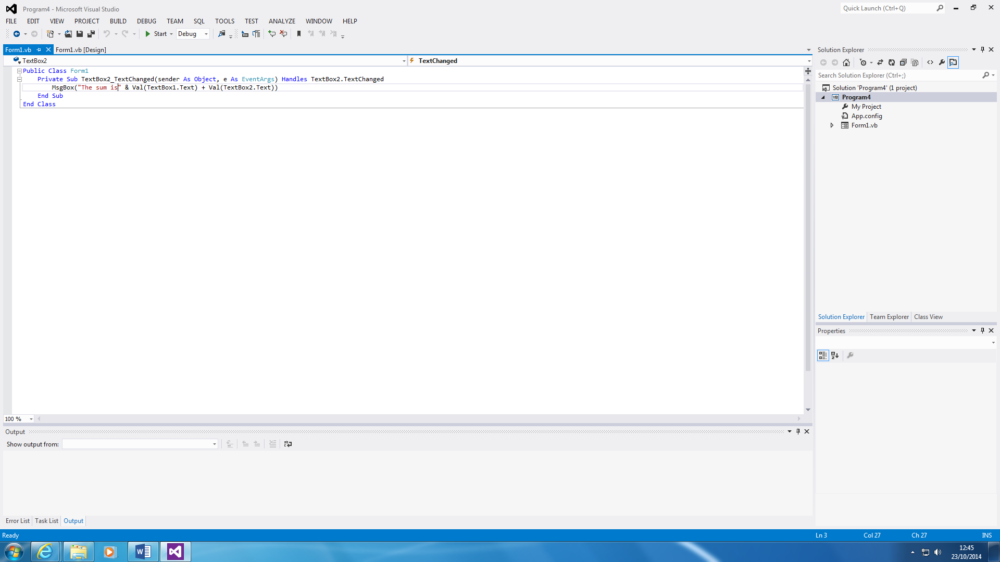 Program4 - Microsoft Visual Studio
Quick Launch (Ctrl+Q)
FILE EDIT VIEW PROJECT BUILD DEBUG TEAM SQL TOOLS TEST ANALYZE WINDOW HELP
Start Debug
Form1.vb Form1.vb [Design]
TextBox2 TextChanged
Public Class Form1
Private Sub TextBox2_TextChanged(sender As Object, e As EventArgs) Handles TextBox2.TextChanged
MsgBox("The sum is" & Val(TextBox1.Text) + Val(TextBox2.Text))
End Sub
End Class
100 %
Output
Show output from:
Error List Task List Output
Solution Explorer
Search Solution Explorer (Ctrl+;)
Solution 'Program4' (1 project)
VB Program4
My Project
App.config
Form1.vb
Solution Explorer Team Explorer Class View
Properties
Ready Ln 3 Col 27 Ch 27 INS
12:45
23/10/2014